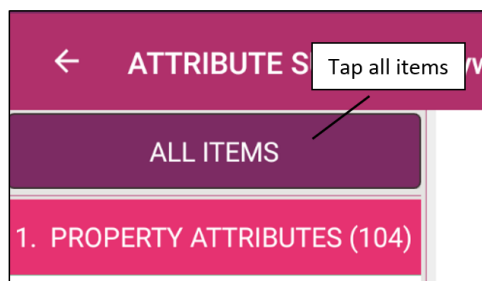 ATTRIBUTE
Tap all items
ALL ITEMS
1. PROPERTY ATTRIBUTES (104)